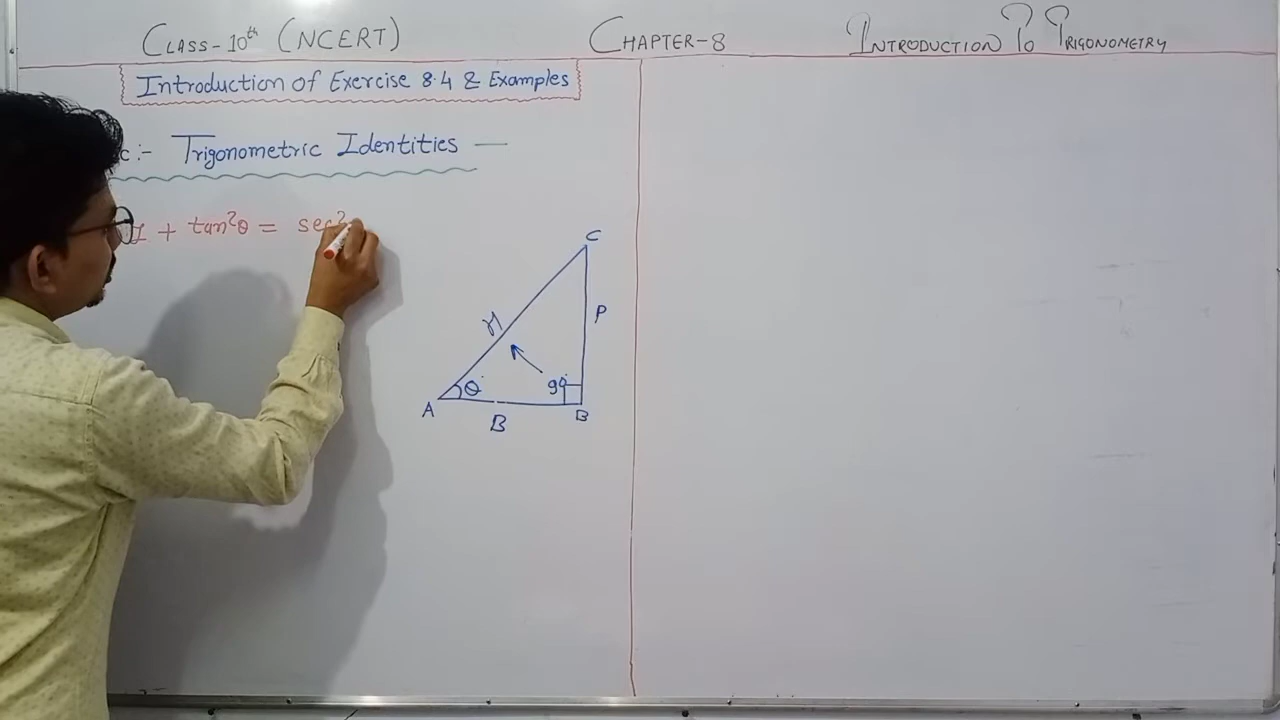 CLASS-10th (NCERT) CHAPTER-8 INTRODUCTION TO TRIGONOMETRY
Introduction of Exercise 8.4 & Examples
c :- Trigonometric Identities —
1 + tan²θ = sec²
C
H
P
θ
90°
A
B
B